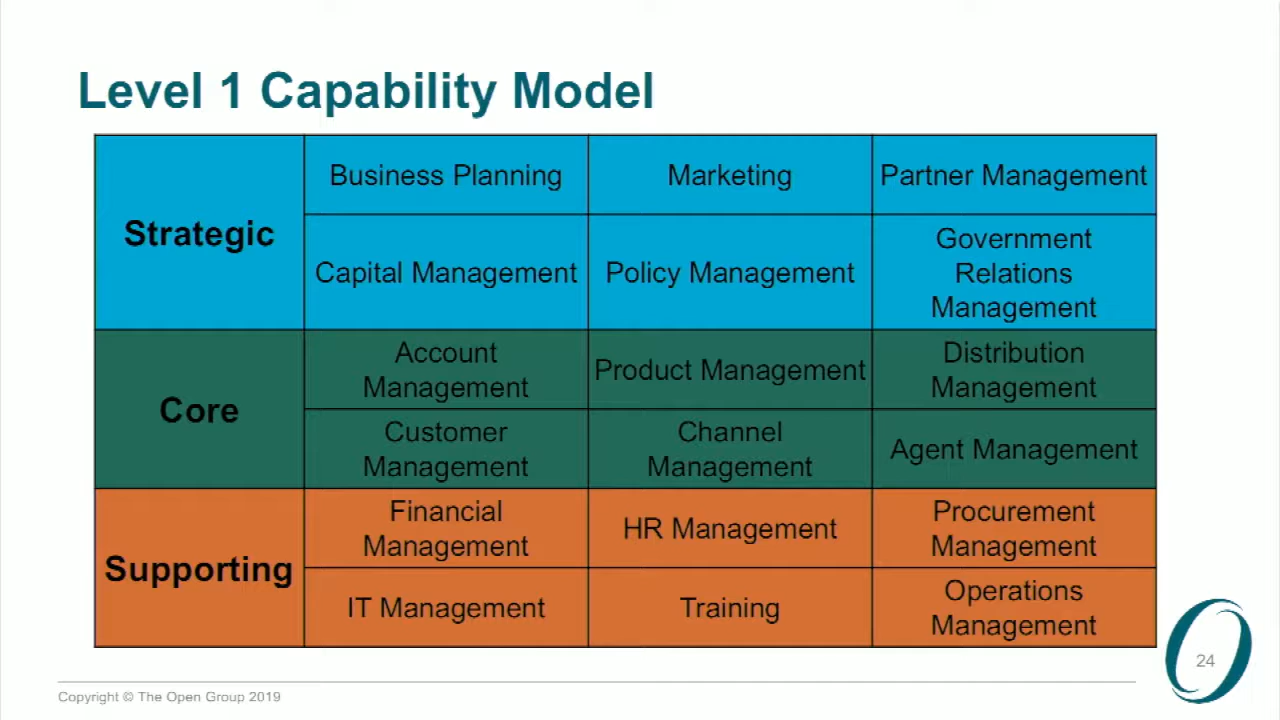 Level 1 Capability Model
Strategic
Business Planning
Marketing
Partner Management
Capital Management
Policy Management
Government
Relations
Management
Core
Account
Management
Product Management
Distribution
Management
Customer
Management
Channel
Management
Agent Management
Supporting
Financial
Management
HR Management
Procurement
Management
IT Management
Training
Operations
Management
24
Copyright © The Open Group 2019